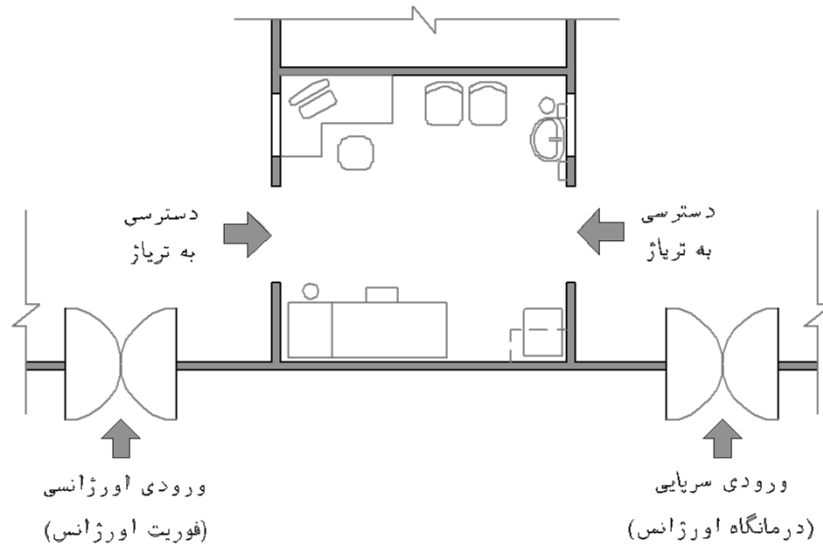 دسترسی
به تریاژ
دسترسی
به تریاژ
ورودی سرپایی
(درمانگاه اورژانس)
ورودی اورژانسی
(فوریت اورژانس)